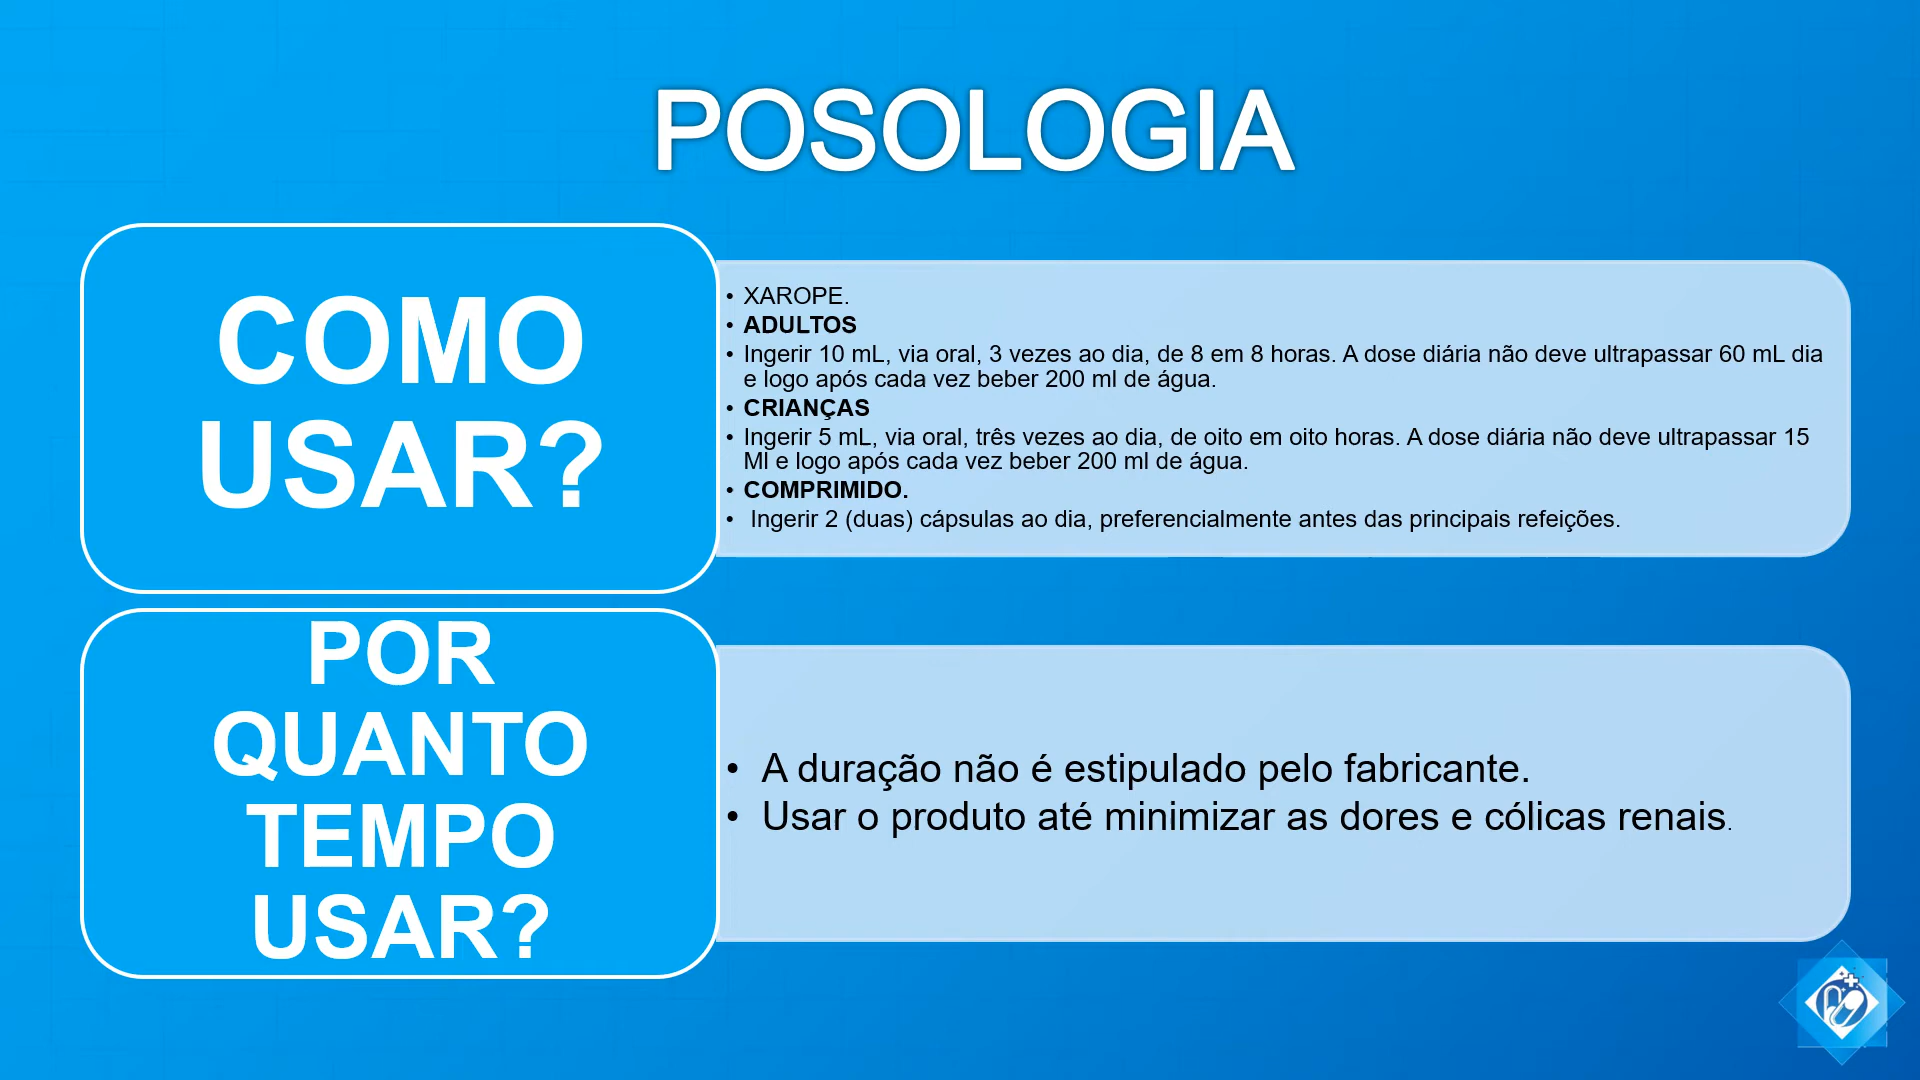 POSOLOGIA
COMO
USAR?
• XAROPE.
• ADULTOS
• Ingerir 10 mL, via oral, 3 vezes ao dia, de 8 em 8 horas. A dose diária não deve ultrapassar 60 mL dia
e logo após cada vez beber 200 ml de água.
• CRIANÇAS
• Ingerir 5 mL, via oral, três vezes ao dia, de oito em oito horas. A dose diária não deve ultrapassar 15
Ml e logo após cada vez beber 200 ml de água.
• COMPRIMIDO.
• Ingerir 2 (duas) cápsulas ao dia, preferencialmente antes das principais refeições.
POR
QUANTO
TEMPO
USAR?
• A duração não é estipulado pelo fabricante.
• Usar o produto até minimizar as dores e cólicas renais.